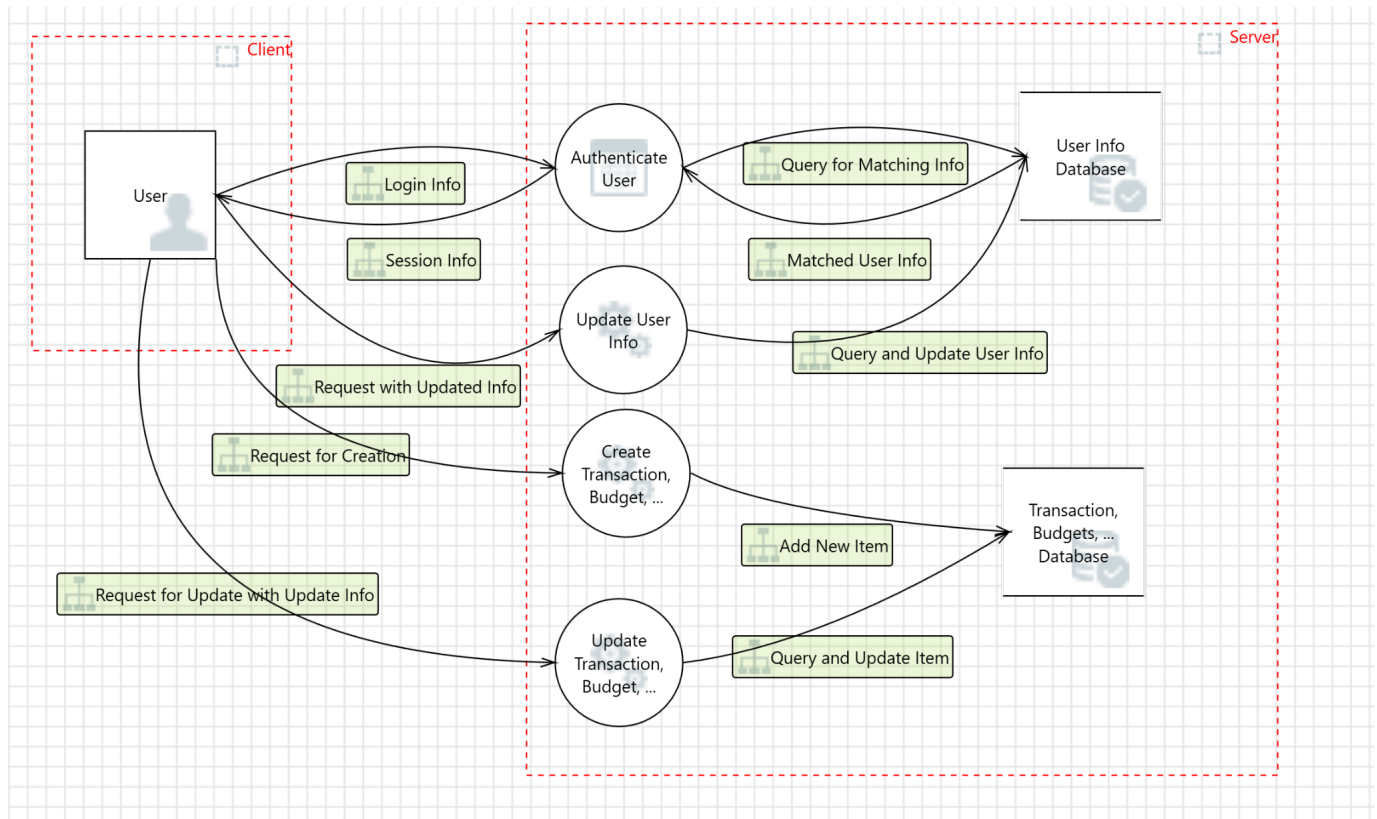 Client
Server
User
Login Info
Session Info
Authenticate
User
Query for Matching Info
Matched User Info
User Info
Database
Update User
Info
Request with Updated Info
Query and Update User Info
Request for Creation
Create
Transaction,
Budget, ...
Add New Item
Transaction,
Budgets, ...
Database
Request for Update with Update Info
Update
Transaction,
Budget, ...
Query and Update Item